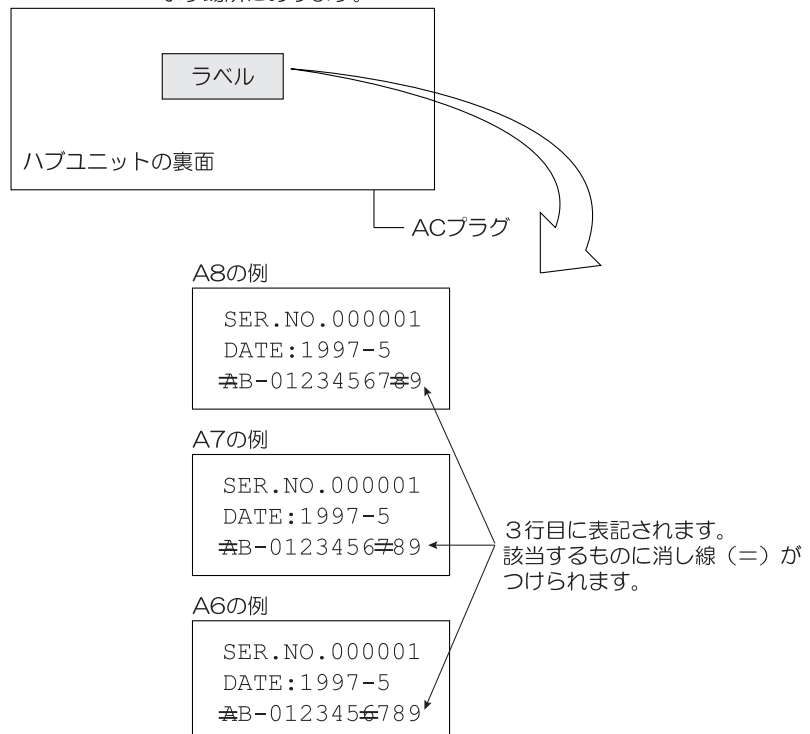 ラベル
ハブユニットの裏面
ACプラグ
A8の例
SER.NO.000001
DATE:1997-5
AB-0123456789
A7の例
SER.NO.000001
DATE:1997-5
AB-0123456789
3行目に表記されます。
該当するものに消し線(=)が
つけられます。
A6の例
SER.NO.000001
DATE:1997-5
AB-0123456789